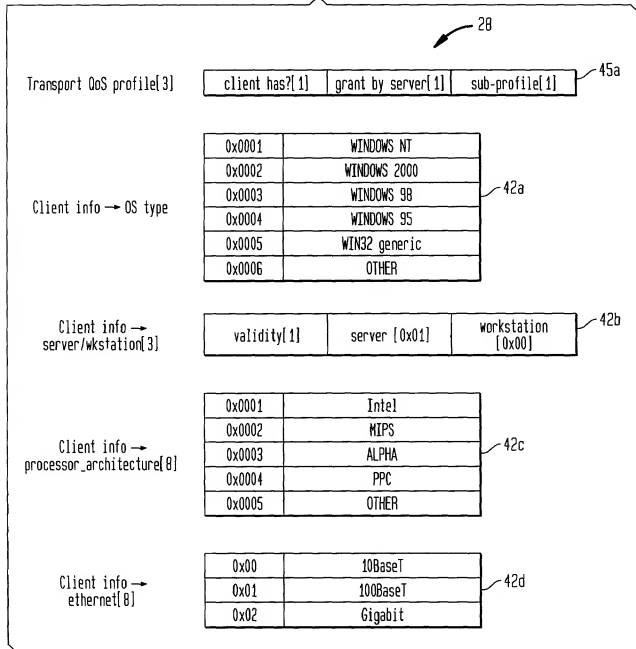 28
Transport QoS profile[3]
client has?[1] grant by server[1] sub-profile[1]
45a
Client info → OS type
0x0001 WINDOWS NT
0x0002 WINDOWS 2000
0x0003 WINDOWS 98
0x0004 WINDOWS 95
0x0005 WIN32 generic
0x0006 OTHER
42a
Client info →
server/wkstation[3]
validity[1] server [0x01] workstation
[0x00]
42b
Client info →
processor_architecture[8]
0x0001 Intel
0x0002 MIPS
0x0003 ALPHA
0x0004 PPC
0x0005 OTHER
42c
Client info →
ethernet[8]
0x00 10BaseT
0x01 100BaseT
0x02 Gigabit
42d